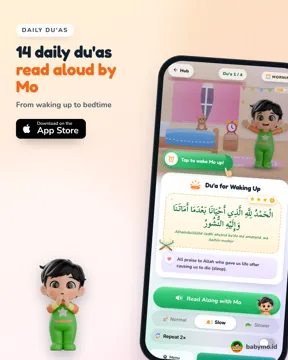 DAILY DU'AS
14 daily du'as
read aloud by
Mo
From waking up to bedtime
Download on the
App Store
Hub
Du'a 1 / 4
Tap to wake Mo up!
Du'a for Waking Up
الْحَمْدُ لِلَّهِ الَّذِي أَحْيَانَا بَعْدَمَا أَمَاتَنَا
وَإِلَيْهِ النُّشُورُ
All praise to Allah who gave us life after
causing us to die (sleep).
Read Along with Mo
Normal
Slow
Slower
Repeat 2x
babymo.id